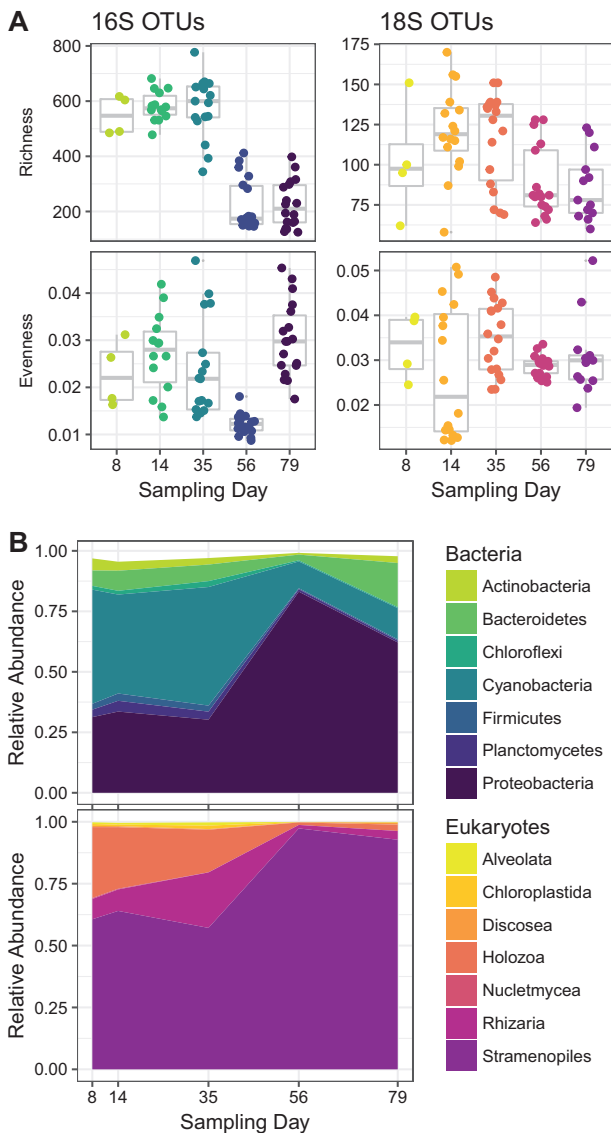 A
16S OTUs
18S OTUs
Richness
800
600
400
200
175
150
125
100
75
Evenness
0.04
0.03
0.02
0.01
0.05
0.04
0.03
0.02
8 14 35 56 79
8 14 35 56 79
Sampling Day
Sampling Day
B
Relative Abundance
1.00
0.75
0.50
0.25
0.00
Bacteria
Actinobacteria
Bacteroidetes
Chloroflexi
Cyanobacteria
Firmicutes
Planctomycetes
Proteobacteria
Relative Abundance
1.00
0.75
0.50
0.25
0.00
Eukaryotes
Alveolata
Chloroplastida
Discosea
Holozoa
Nucletmycea
Rhizaria
Stramenopiles
8 14 35 56 79
Sampling Day